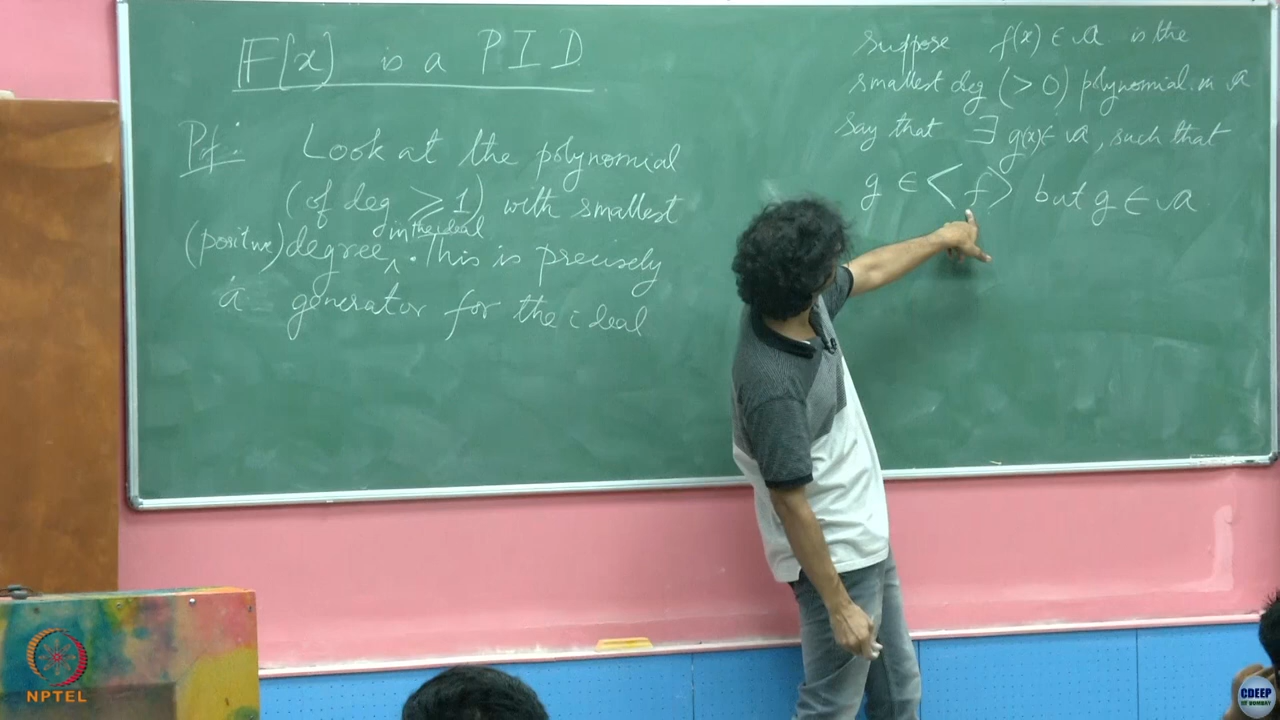 F[x] is a PID
Pf:- Look at the polynomial
(of deg ≥ 1) with smallest
(positive) degree in the ideal. This is precisely
a generator for the ideal
suppose f(x) ∈ 𝔞 is the
smallest deg (> 0) polynomial in 𝔞
Say that ∃ g(x) ∈ 𝔞, such that
g ∈ <f> but g ∈ 𝔞
NPTEL
CDEEP
IIT BOMBAY